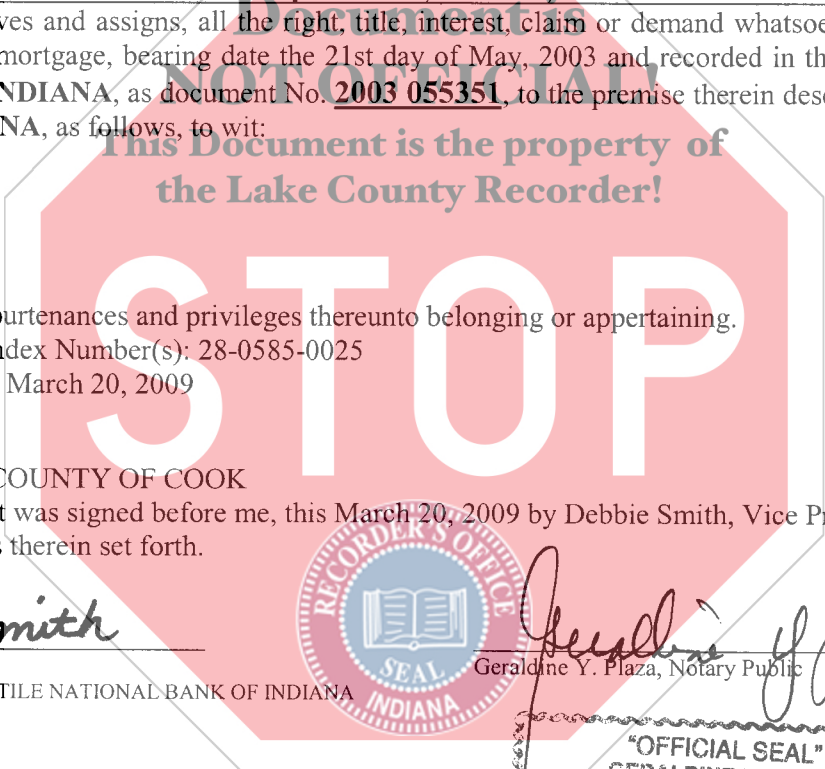 Document is
ves and assigns, all the right, title, interest, claim or demand whatsoe
mortgage, bearing date the 21st day of May, 2003 and recorded in th
NOT OFFICIAL!
NDIANA, as document No. 2003 055351, to the premise therein desc
NA, as follows, to wit:
This Document is the property of
the Lake County Recorder!
STOP
ourtenances and privileges thereunto belonging or appertaining.
ndex Number(s): 28-0585-0025
March 20, 2009
COUNTY OF COOK
t was signed before me, this March 20, 2009 by Debbie Smith, Vice Pr
s therein set forth.
RECORDER'S OFFICE
SEAL
INDIANA
mith
Geraldine Y.
Geraldine Y. Plaza, Notary Public
TILE NATIONAL BANK OF INDIANA
"OFFICIAL SEAL"